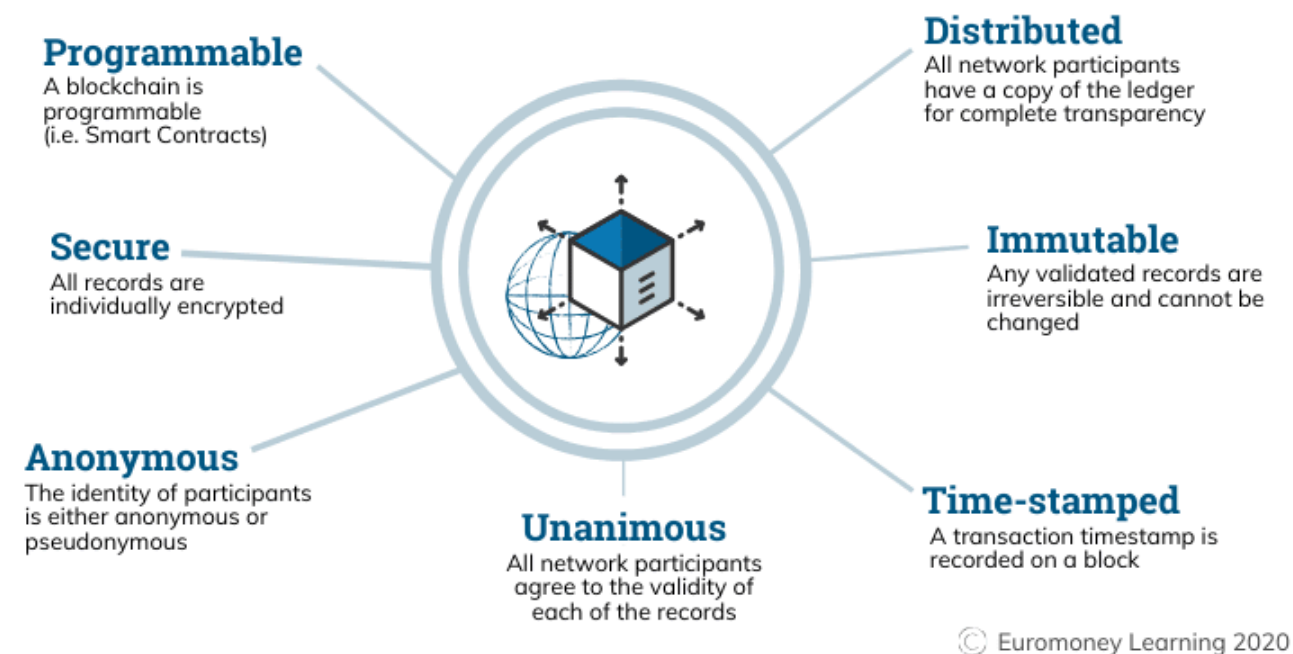 Programmable
A blockchain is
programmable
(i.e. Smart Contracts)
Distributed
All network participants
have a copy of the ledger
for complete transparency
Secure
All records are
individually encrypted
Immutable
Any validated records are
irreversible and cannot be
changed
Anonymous
The identity of participants
is either anonymous or
pseudonymous
Unanimous
All network participants
agree to the validity of
each of the records
Time-stamped
A transaction timestamp is
recorded on a block
© Euromoney Learning 2020